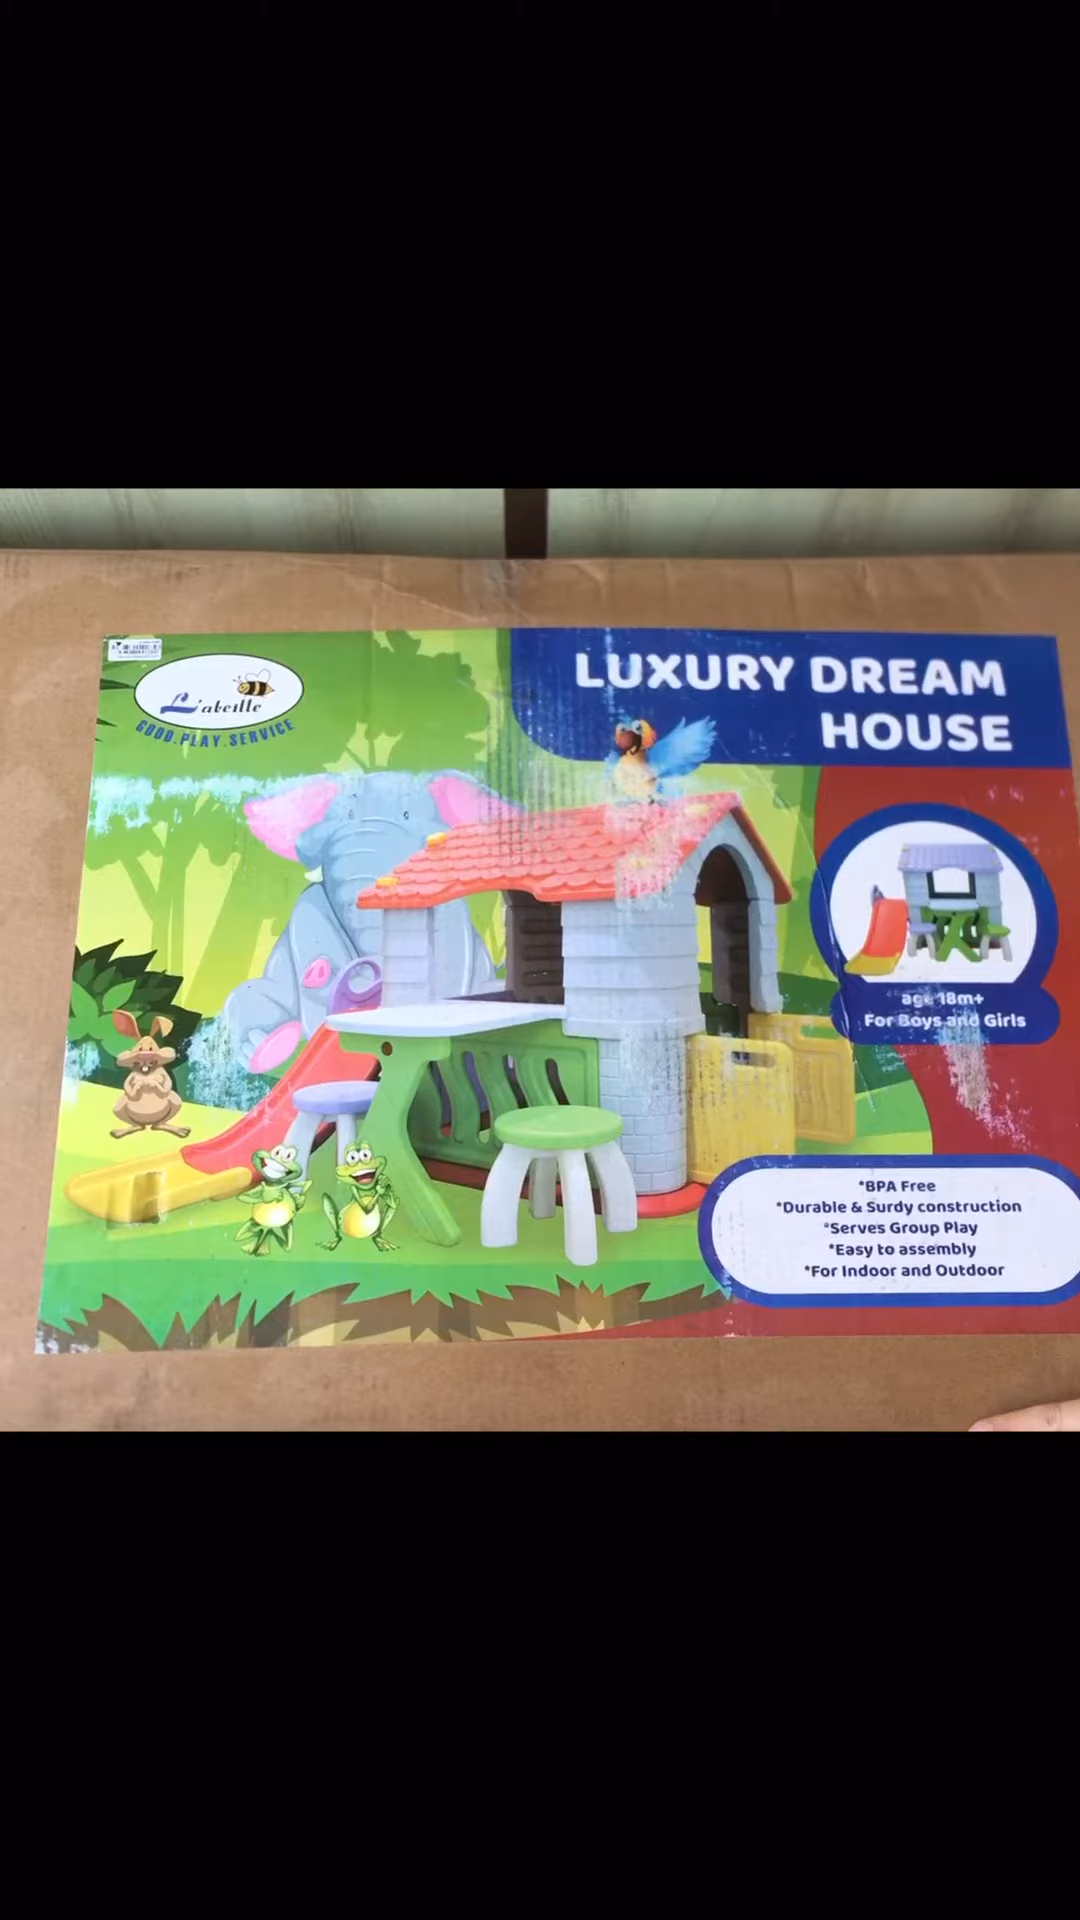 L'abeille
GOOD.PLAY.SERVICE
LUXURY DREAM
HOUSE
age 18m+
For Boys and Girls
*BPA Free
*Durable & Surdy construction
*Serves Group Play
*Easy to assembly
*For Indoor and Outdoor